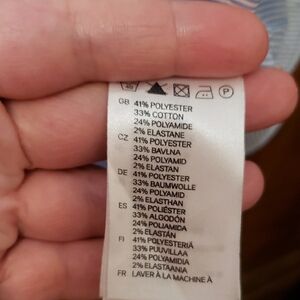 GB 41% POLYESTER
33% COTTON
24% POLYAMIDE
2% ELASTANE
CZ 41% POLYESTER
33% BAVLNA
24% POLYAMID
2% ELASTAN
DE 41% POLYESTER
33% BAUMWOLLE
24% POLYAMID
2% ELASTHAN
ES 41% POLIÉSTER
33% ALGODÓN
24% POLIAMIDA
2% ELASTÁN
FI 41% POLYESTERIÄ
33% PUUVILLAA
24% POLYAMIDIA
2% ELASTAANIA
FR LAVER À LA MACHINE À